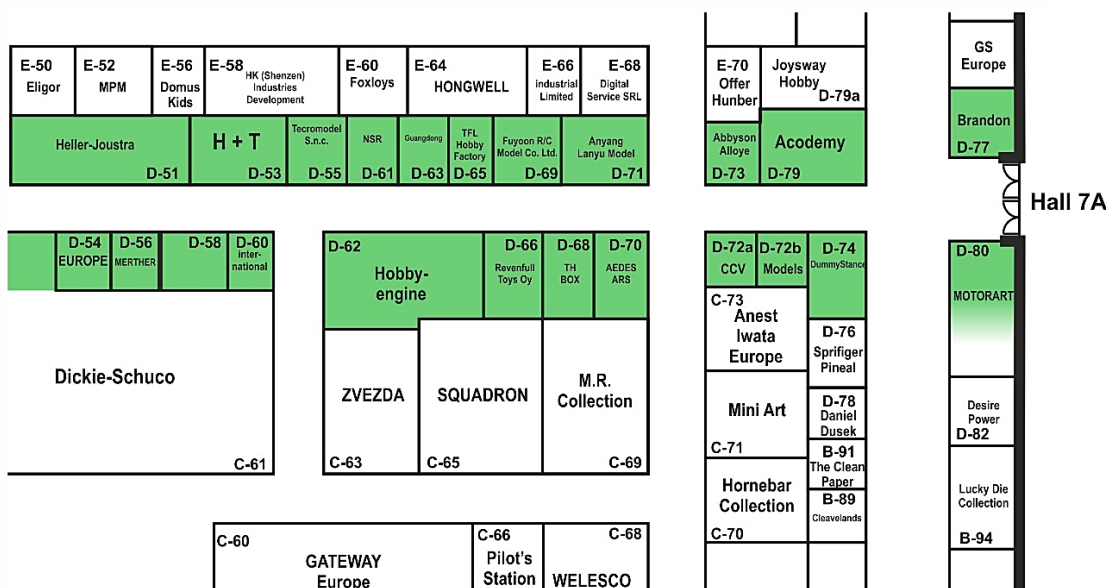 E-50
Eligor
E-52
MPM
E-56
Domus
Kids
E-58
HK (Shenzen)
Industries
Development
E-60
Foxloys
E-64
HONGWELL
E-66
industrial
Limited
E-68
Digital
Service SRL
E-70
Offer
Hunber
Joysway
Hobby
D-79a
GS
Europe
Heller-Joustra
D-51
H + T
D-53
Tecromodel
S.n.c.
D-55
NSR
D-61
Guangdong
D-63
TFL
Hobby
Factory
D-65
Fuyoon R/C
Model Co. Ltd.
D-69
Anyang
Lanyu Model
D-71
Abbyson
Alloye
D-73
Acodemy
D-79
Brandon
D-77
Hall 7A
D-54
EUROPE
D-56
MERTHER
D-58
D-60
inter-
national
D-62
Hobby-
engine
D-66
Revenfull
Toys Oy
D-68
TH
BOX
D-70
AEDES
ARS
D-72a
CCV
D-72b
Models
D-74
DummyStance
D-80
MOTORART
Dickie-Schuco
C-61
ZVEZDA
C-63
SQUADRON
C-65
M.R.
Collection
C-69
C-73
Anest
Iwata
Europe
D-76
Sprifiger
Pineal
Mini Art
C-71
D-78
Daniel
Dusek
B-91
The Clean
Paper
Hornebar
Collection
C-70
B-89
Cleavelands
Desire
Power
D-82
Lucky Die
Collection
B-94
C-60
GATEWAY
Europe
C-66
Pilot's
Station
C-68
WELESCO